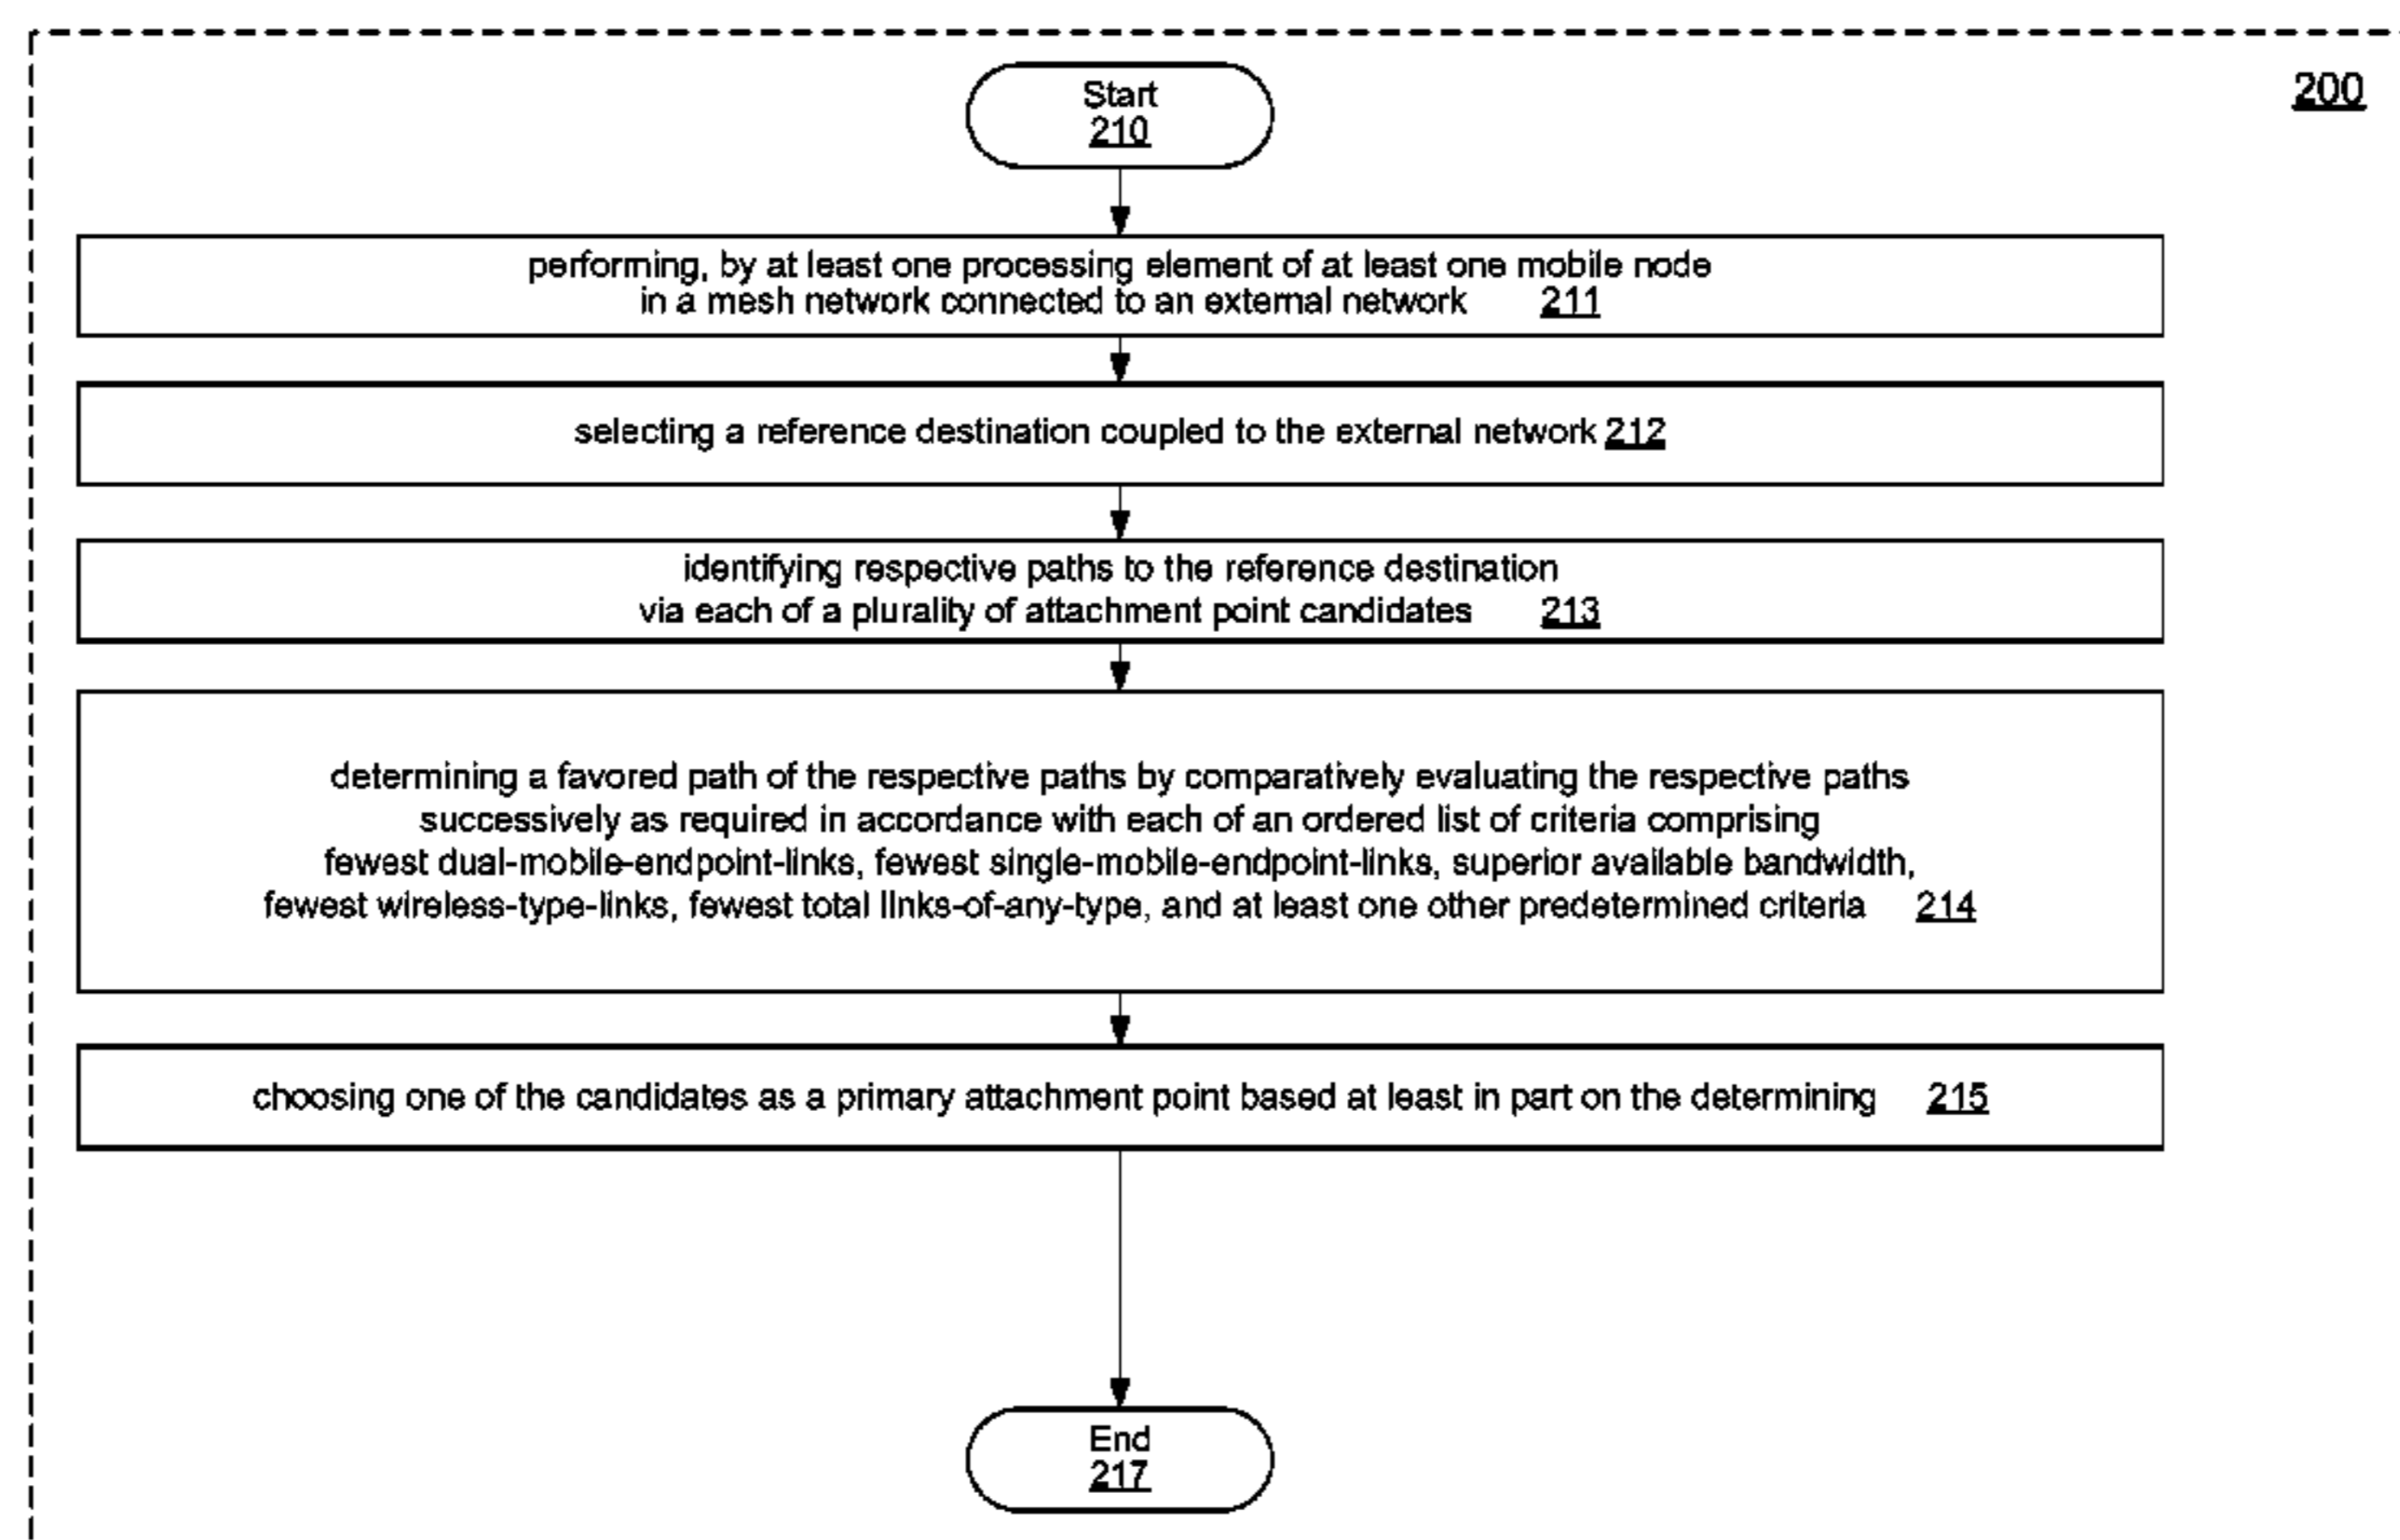 200
Start
210
performing, by at least one processing element of at least one mobile node
in a mesh network connected to an external network 211
selecting a reference destination coupled to the external network 212
identifying respective paths to the reference destination
via each of a plurality of attachment point candidates 213
determining a favored path of the respective paths by comparatively evaluating the respective paths
successively as required in accordance with each of an ordered list of criteria comprising
fewest dual-mobile-endpoint-links, fewest single-mobile-endpoint-links, superior available bandwidth,
fewest wireless-type-links, fewest total links-of-any-type, and at least one other predetermined criteria 214
choosing one of the candidates as a primary attachment point based at least in part on the determining 215
End
217